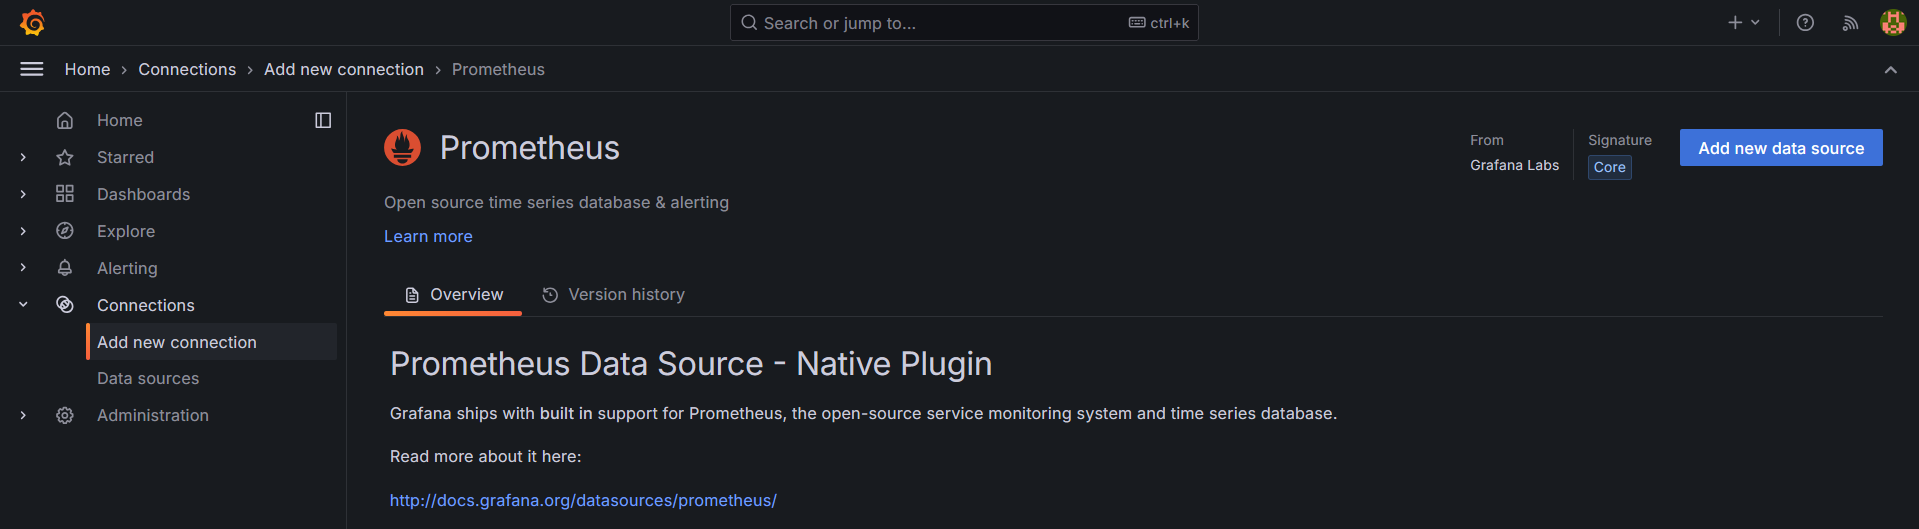 Search or jump to... ctrl+k
Home › Connections › Add new connection › Prometheus
Home
Starred
Dashboards
Explore
Alerting
Connections
Add new connection
Data sources
Administration
Prometheus
From
Grafana Labs
Signature
Core
Add new data source
Open source time series database & alerting
Learn more
Overview Version history
Prometheus Data Source - Native Plugin
Grafana ships with built in support for Prometheus, the open-source service monitoring system and time series database.
Read more about it here:
http://docs.grafana.org/datasources/prometheus/